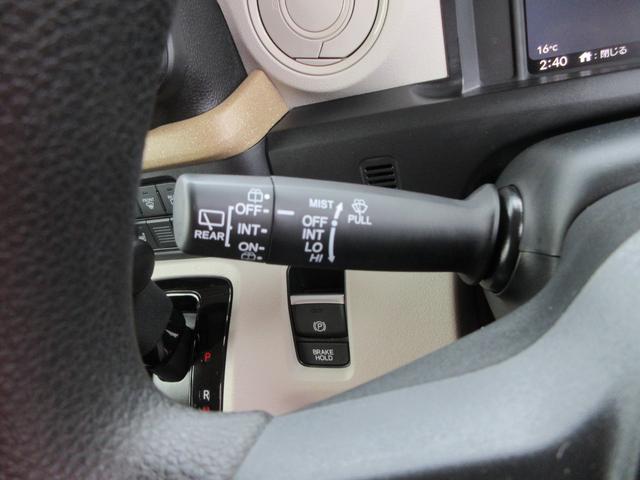 16℃
2:40 :閉じる
MIST
PULL
OFF
OFF
INT
INT
REAR
LO
ON
HI
BRAKE
HOLD
P
R